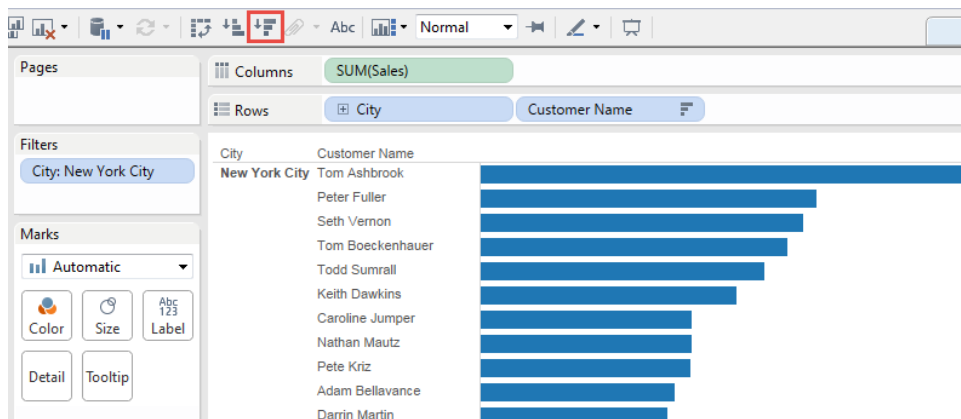 Abc Normal
Pages
Columns SUM(Sales)
Rows City Customer Name
Filters
City: New York City
City Customer Name
New York City Tom Ashbrook
Peter Fuller
Seth Vernon
Marks
Tom Boeckenhauer
Automatic
Todd Sumrall
Keith Dawkins
Abc
123
Color Size Label
Caroline Jumper
Nathan Mautz
Pete Kriz
Detail Tooltip
Adam Bellavance
Darrin Martin